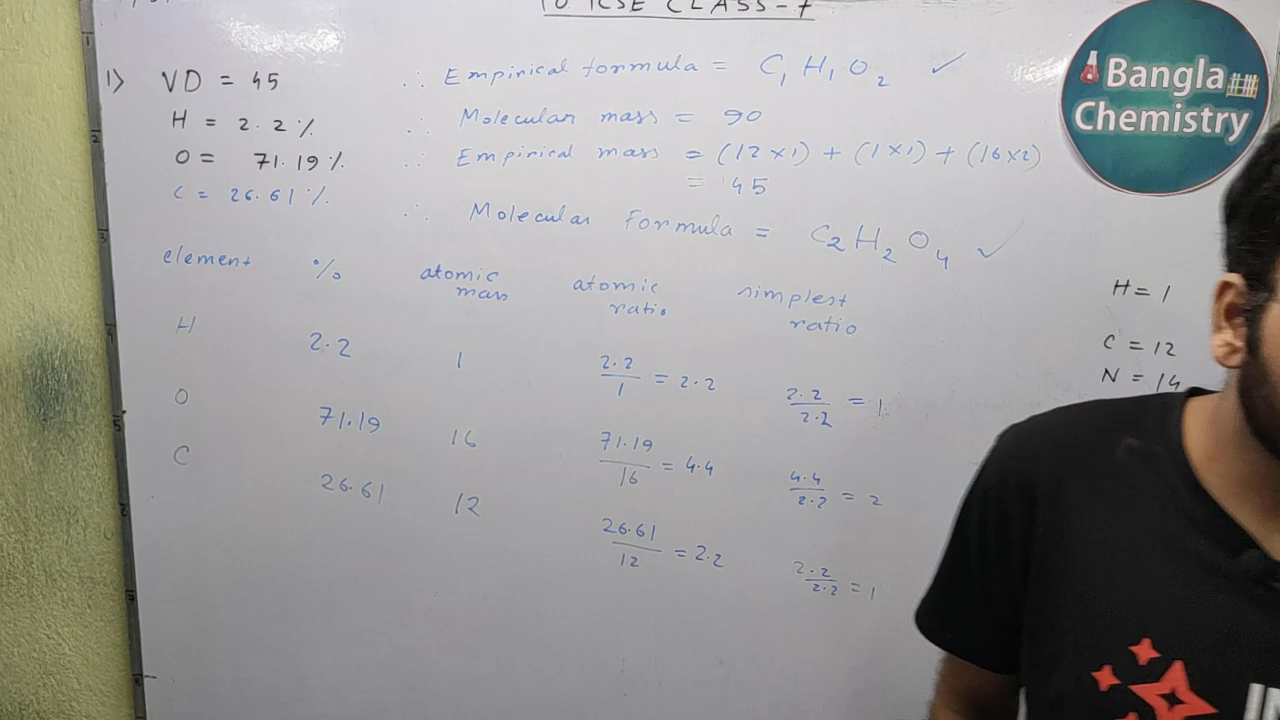 10 ICSE CLASS-7
Bangla
Chemistry
1) VD = 45
H = 2.2%
O = 71.19%
C = 26.61%
∴ Empirical formula = C1 H1 O2 ✓
∴ Molecular mass = 90
∴ Empirical mass = (12×1) + (1×1) + (16×2)
= 45
∴ Molecular Formula = C2 H2 O4 ✓
element % atomic mass atomic ratio simplest ratio
H 2.2 1 2.2/1 = 2.2 2.2/2.2 = 1
O 71.19 16 71.19/16 = 4.4 4.4/2.2 = 2
C 26.61 12 26.61/12 = 2.2 2.2/2.2 = 1
H = 1
C = 12
N = 14